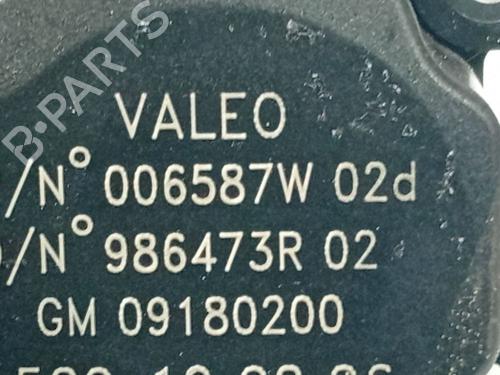 B-PARTS
VALEO
/N° 006587W 02d
/N° 986473R 02
GM 09180200